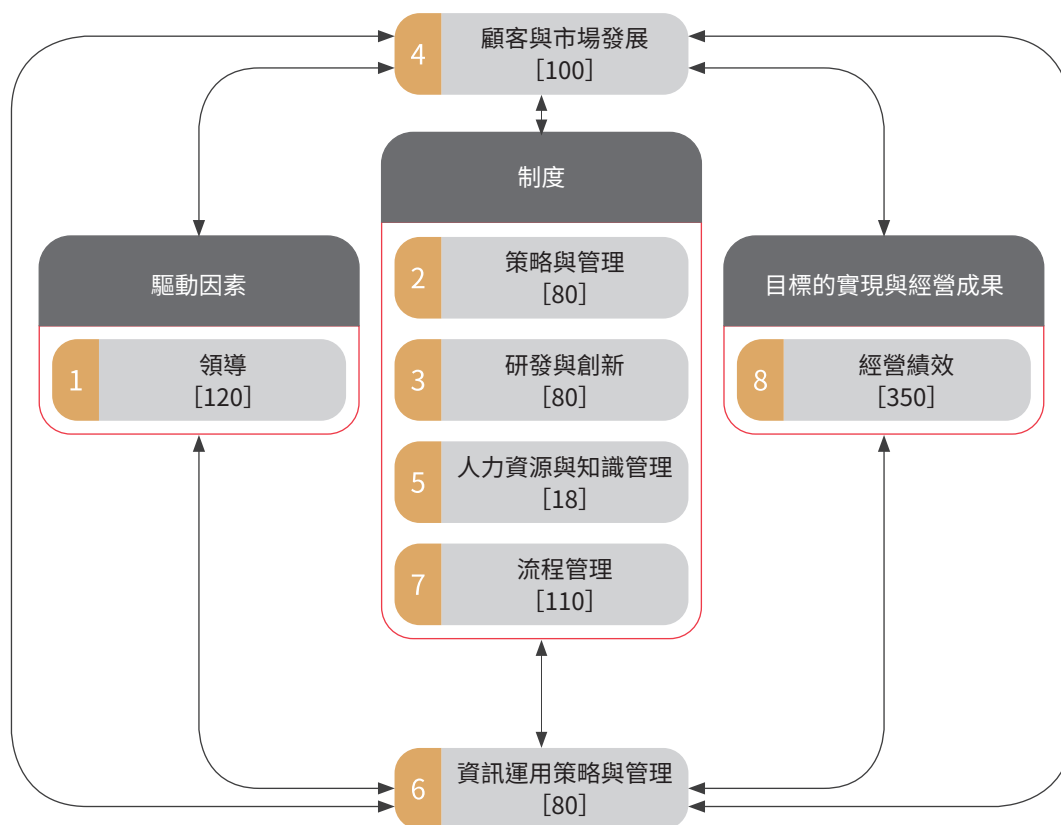 4
顧客與市場發展
［100］
制度
2
策略與管理
［80］
3
研發與創新
［80］
5
人力資源與知識管理
［18］
7
流程管理
［110］
驅動因素
1
領導
［120］
目標的實現與經營成果
8
經營績效
［350］
6
資訊運用策略與管理
［80］